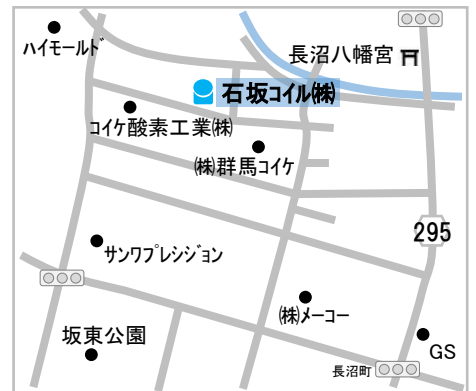 ハイモールド
長沼八幡宮
石坂コイル㈱
コイケ酸素工業㈱
㈱群馬コイケ
295
サンワプレシジョン
㈱メーコー
坂東公園
GS
長沼町